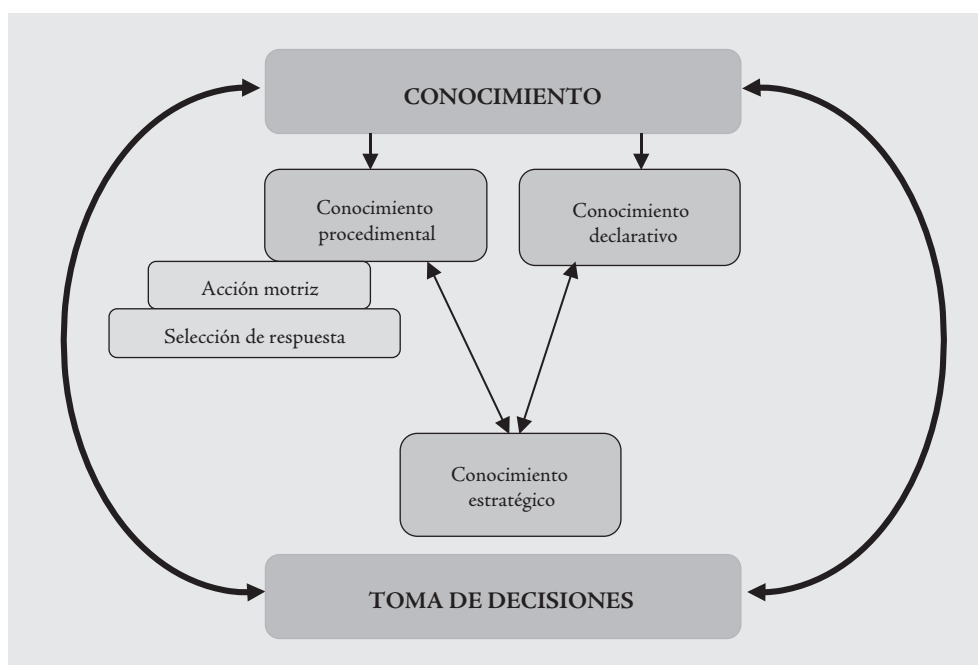 CONOCIMIENTO
Conocimiento
procedimental
Conocimiento
declarativo
Acción motriz
Selección de respuesta
Conocimiento
estratégico
TOMA DE DECISIONES